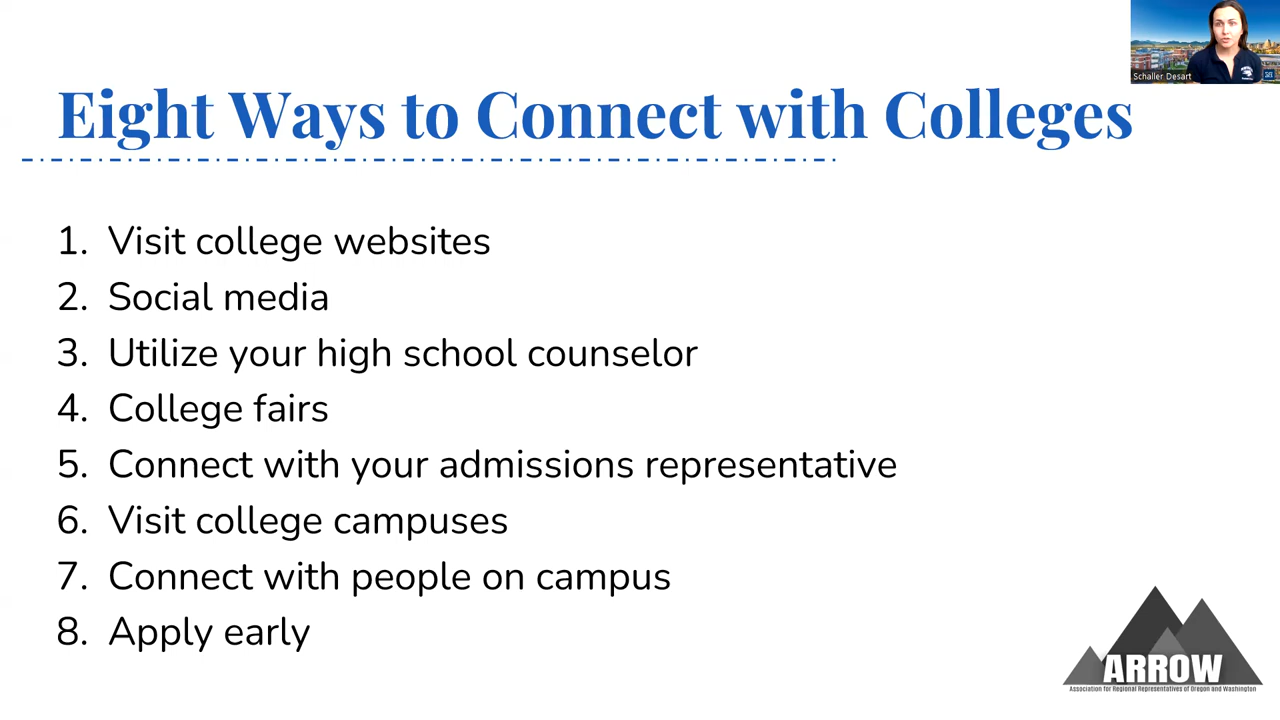 Schaller Desart
Eight Ways to Connect with Colleges
1. Visit college websites
2. Social media
3. Utilize your high school counselor
4. College fairs
5. Connect with your admissions representative
6. Visit college campuses
7. Connect with people on campus
8. Apply early
ARROW
Association for Regional Representatives of Oregon and Washington